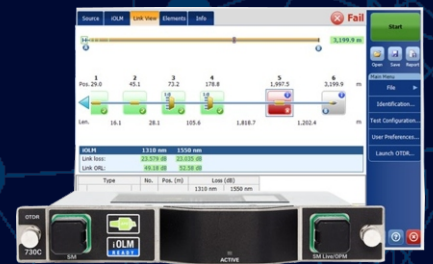 Source iOLM Link View Elements Info
Fail
Start
3,199.9 m
Open Save Report
Main Menu
File
Identification...
Test Configuration...
User Preferences...
Launch OTDR...
1 2 3 4 5 6
Pos. 29.0 45.1 73.2 178.8 1,997.5 3,199.9 m
Len. 16.1 28.1 105.6 1,818.7 1,202.4 m
iOLM 1310 nm 1550 nm
Link loss: 23.579 dB 23.035 dB
Link ORL: 49.18 dB 52.58 dB
Type No. Pos. (m) Loss (dB)
1310 nm 1550 nm
OTDR
730C
SM
iOLM
READY
ACTIVE
SM Live/OPM